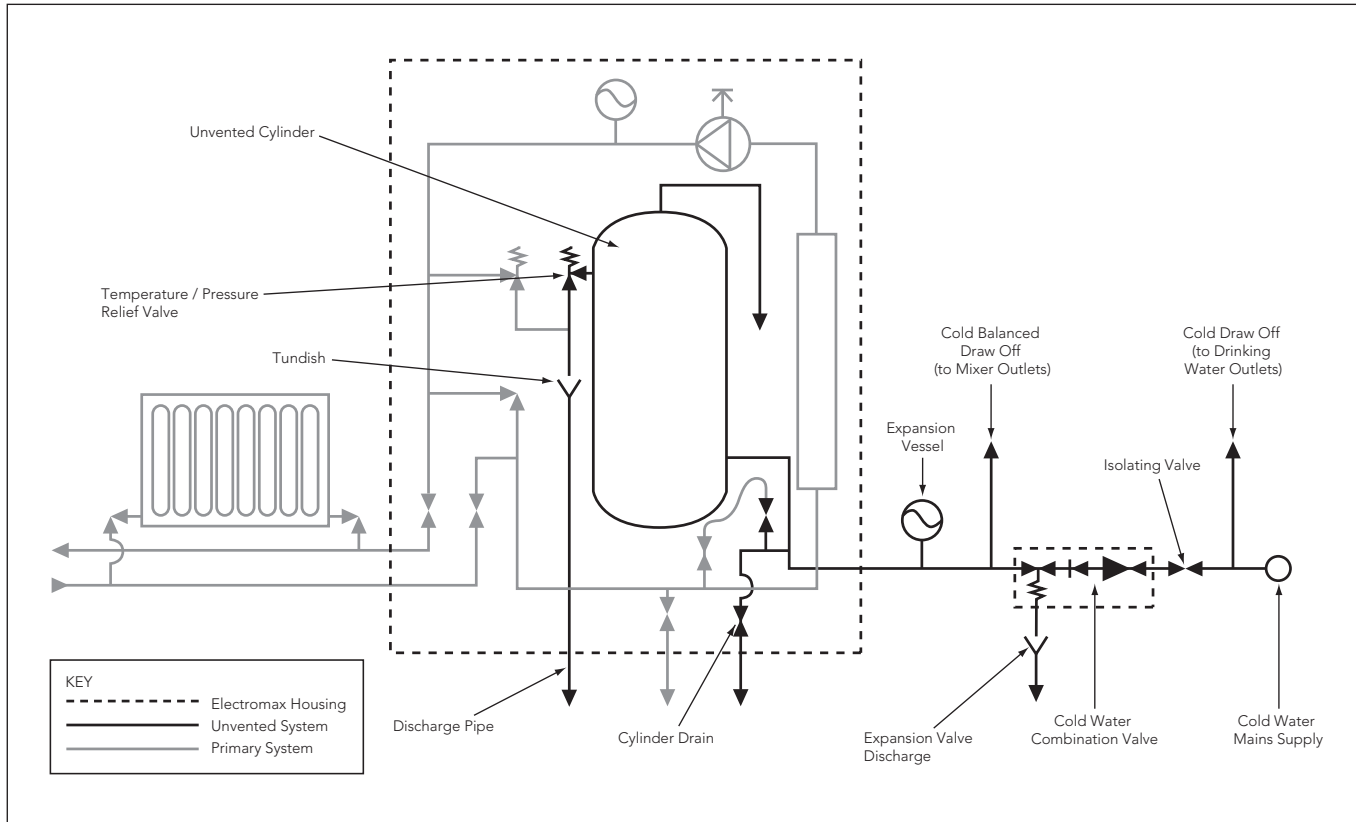 Unvented Cylinder
Temperature / Pressure
Relief Valve
Tundish
Cold Balanced
Draw Off
(to Mixer Outlets)
Cold Draw Off
(to Drinking
Water Outlets)
Expansion
Vessel
Isolating Valve
KEY
Electromax Housing
Unvented System
Primary System
Discharge Pipe
Cylinder Drain
Expansion Valve
Discharge
Cold Water
Combination Valve
Cold Water
Mains Supply